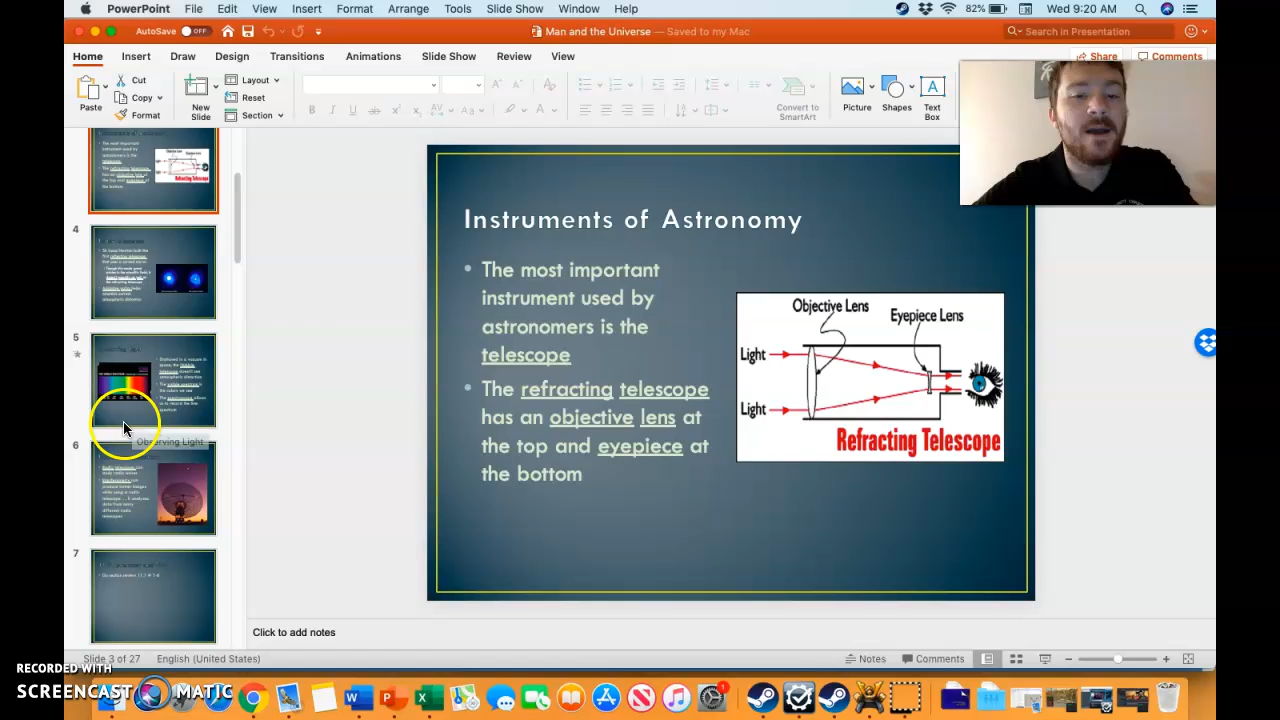 PowerPoint File Edit View Insert Format Arrange Tools Slide Show Window Help 82% Wed 9:20 AM
AutoSave OFF Man and the Universe — Saved to my Mac Search in Presentation
Home Insert Draw Design Transitions Animations Slide Show Review View Share Comments
Paste Cut Copy Format
New Slide Layout Reset Section
Convert to SmartArt
Picture Shapes Text Box
4
5
Observing Light
6
7
Instruments of Astronomy
• The most important
instrument used by
astronomers is the
telescope
• The refracting telescope
has an objective lens at
the top and eyepiece at
the bottom
Objective Lens
Eyepiece Lens
Light
Light
Refracting Telescope
Click to add notes
Slide 3 of 27 English (United States) Notes Comments
RECORDED WITH
SCREENCAST MATIC